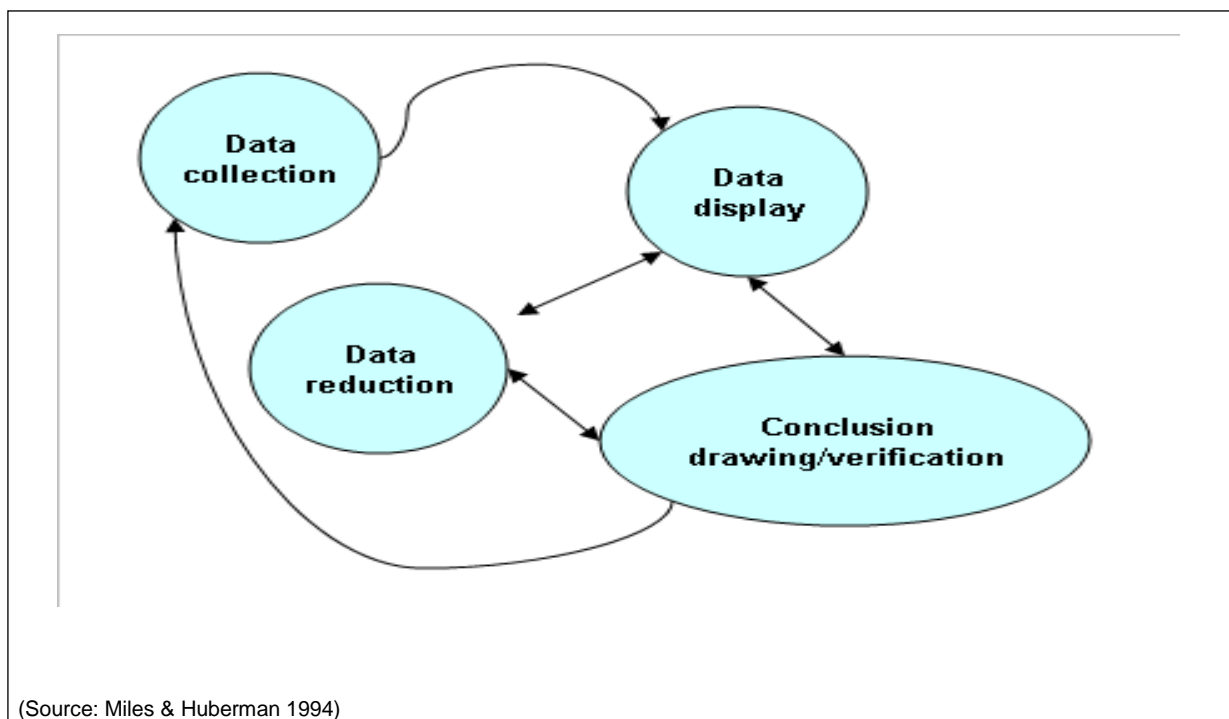 Data
collection
Data
display
Data
reduction
Conclusion
drawing/verification
(Source: Miles & Huberman 1994)